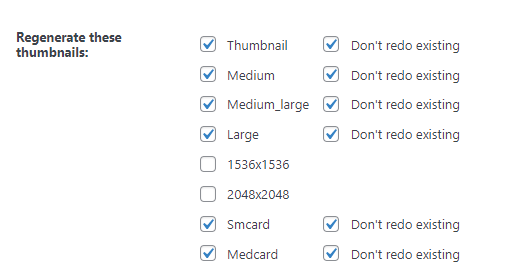 Regenerate these
thumbnails:
Thumbnail Don't redo existing
Medium Don't redo existing
Medium_large Don't redo existing
Large Don't redo existing
1536x1536
2048x2048
Smcard Don't redo existing
Medcard Don't redo existing